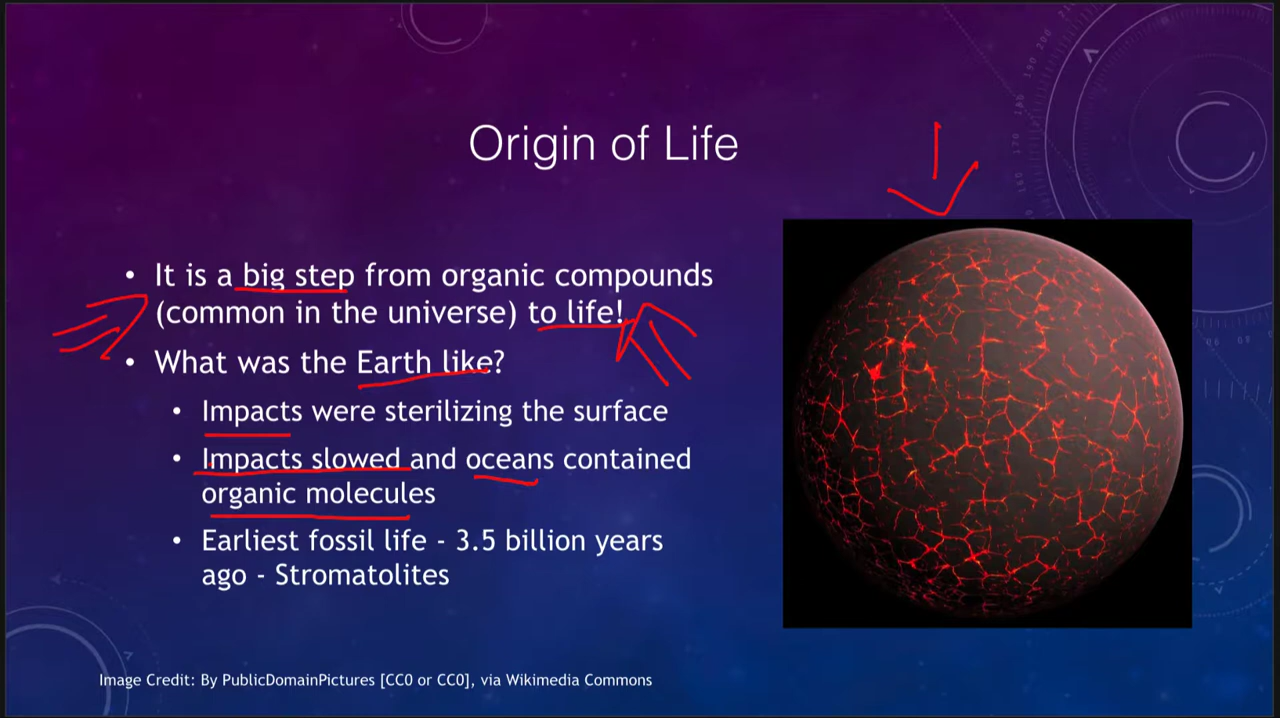 Origin of Life
• It is a big step from organic compounds
(common in the universe) to life!
• What was the Earth like?
• Impacts were sterilizing the surface
• Impacts slowed and oceans contained
organic molecules
• Earliest fossil life - 3.5 billion years
ago - Stromatolites
Image Credit: By PublicDomainPictures [CC0 or CC0], via Wikimedia Commons